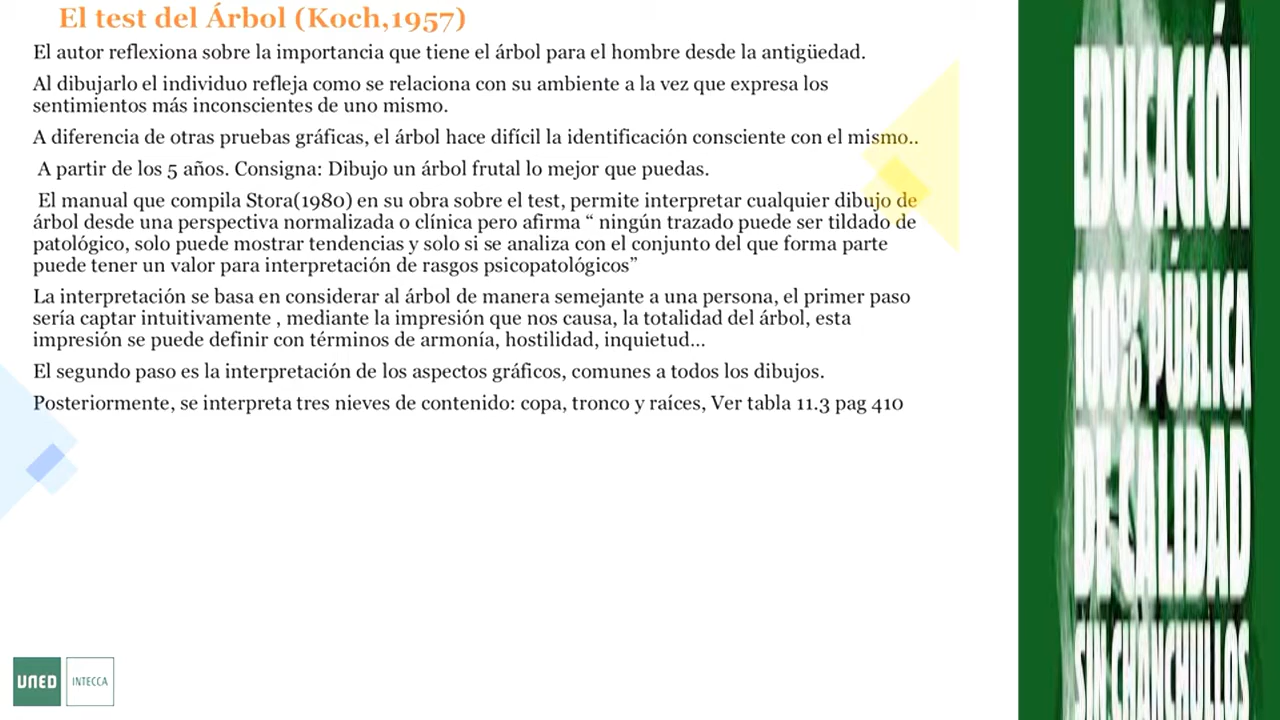 El test del Árbol (Koch,1957)
El autor reflexiona sobre la importancia que tiene el árbol para el hombre desde la antigüedad.
Al dibujarlo el individuo refleja como se relaciona con su ambiente a la vez que expresa los
sentimientos más inconscientes de uno mismo.
A diferencia de otras pruebas gráficas, el árbol hace difícil la identificación consciente con el mismo..
A partir de los 5 años. Consigna: Dibujo un árbol frutal lo mejor que puedas.
El manual que compila Stora(1980) en su obra sobre el test, permite interpretar cualquier dibujo de
árbol desde una perspectiva normalizada o clínica pero afirma “ ningún trazado puede ser tildado de
patológico, solo puede mostrar tendencias y solo si se analiza con el conjunto del que forma parte
puede tener un valor para interpretación de rasgos psicopatológicos”
La interpretación se basa en considerar al árbol de manera semejante a una persona, el primer paso
sería captar intuitivamente , mediante la impresión que nos causa, la totalidad del árbol, esta
impresión se puede definir con términos de armonía, hostilidad, inquietud...
El segundo paso es la interpretación de los aspectos gráficos, comunes a todos los dibujos.
Posteriormente, se interpreta tres nieves de contenido: copa, tronco y raíces, Ver tabla 11.3 pag 410
UNED
INTECCA
EDUCACIÓN
100% PÚBLICA
DE CALIDAD
SIN CHANCHULLOS